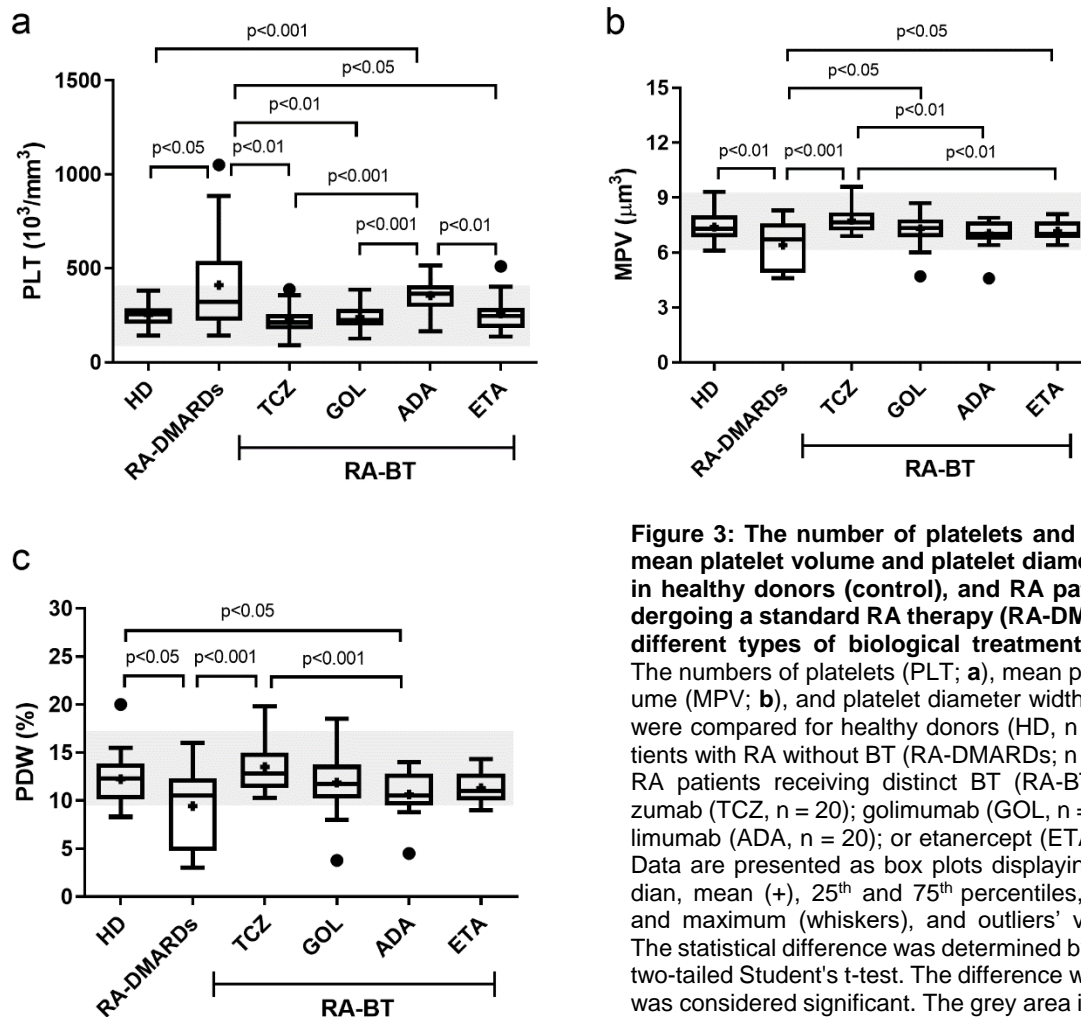 a
p<0.001
p<0.05
p<0.01
p<0.05
p<0.01
p<0.001
p<0.001
p<0.01
PLT (10³/mm³)
1500
1000
500
0
HD
RA-DMARDs
TCZ
GOL
ADA
ETA
RA-BT
b
p<0.05
p<0.05
p<0.01
p<0.01
p<0.001
p<0.01
MPV (µm³)
15
12
9
6
3
0
HD
RA-DMARDs
TCZ
GOL
ADA
ETA
RA-BT
c
p<0.05
p<0.05
p<0.001
p<0.001
PDW (%)
30
25
20
15
10
5
0
HD
RA-DMARDs
TCZ
GOL
ADA
ETA
RA-BT
Figure 3: The number of platelets and
mean platelet volume and platelet diame
in healthy donors (control), and RA pat
dergoing a standard RA therapy (RA-DM
different types of biological treatment
The numbers of platelets (PLT; a), mean p
ume (MPV; b), and platelet diameter width
were compared for healthy donors (HD, n
tients with RA without BT (RA-DMARDs; n
RA patients receiving distinct BT (RA-BT
zumab (TCZ, n = 20); golimumab (GOL, n =
limumab (ADA, n = 20); or etanercept (ETA
Data are presented as box plots displayin
dian, mean (+), 25th and 75th percentiles,
and maximum (whiskers), and outliers' v
The statistical difference was determined b
two-tailed Student's t-test. The difference w
was considered significant. The grey area i